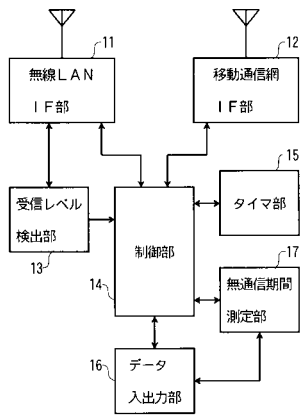 11
無線LAN
IF部
12
移動通信網
IF部
受信レベル
検出部
13
制御部
14
15
タイマ部
17
無通信期間
測定部
16
データ
入出力部